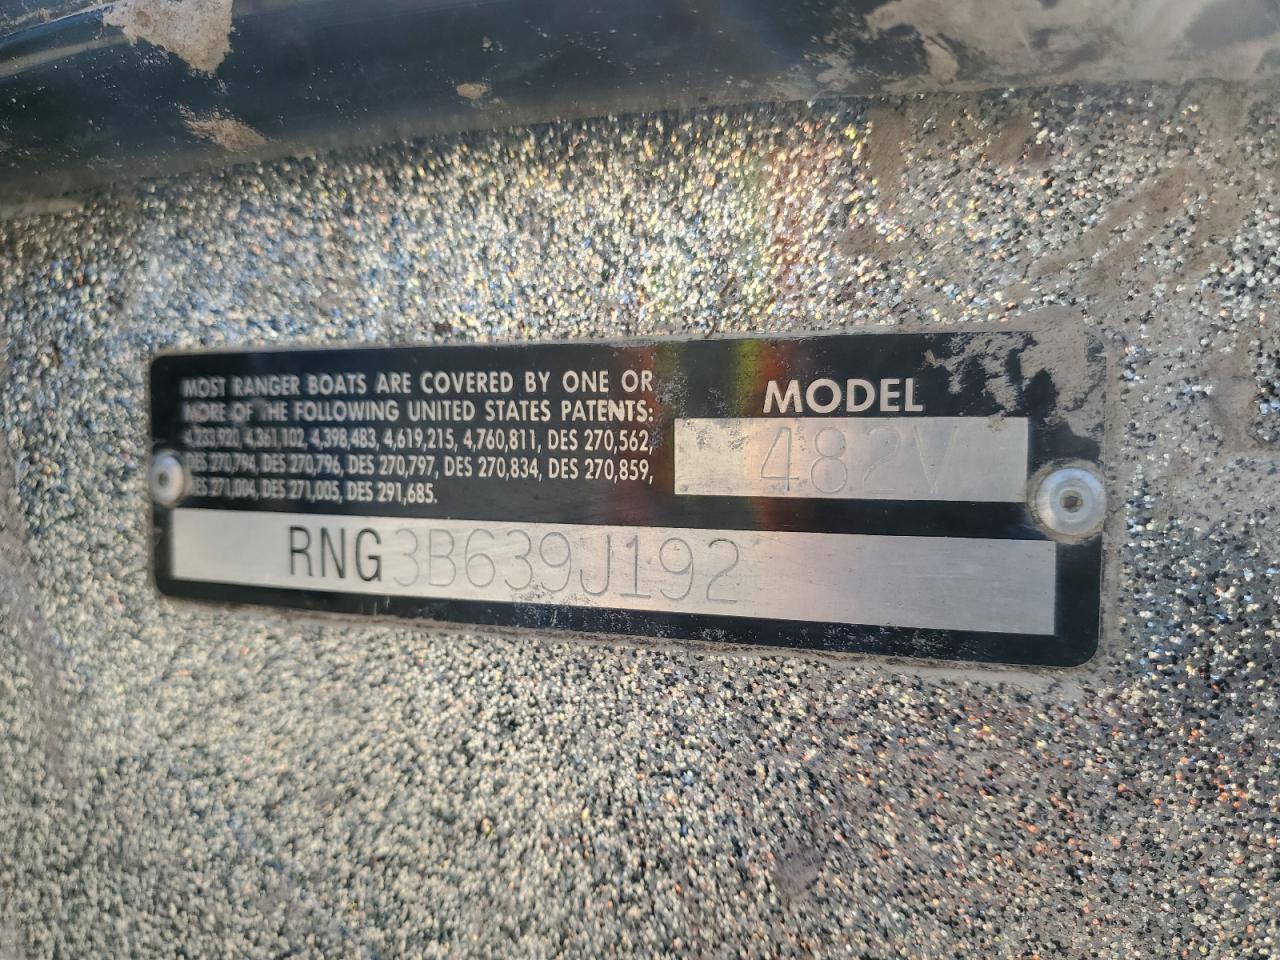 MOST RANGER BOATS ARE COVERED BY ONE OR
MORE OF THE FOLLOWING UNITED STATES PATENTS:
4,233,920, 4,361,102, 4,398,483, 4,619,215, 4,760,811, DES 270,562,
DES 270,794, DES 270,796, DES 270,797, DES 270,834, DES 270,859,
DES 271,004, DES 271,005, DES 291,685.
MODEL
482V
RNG3B639J192